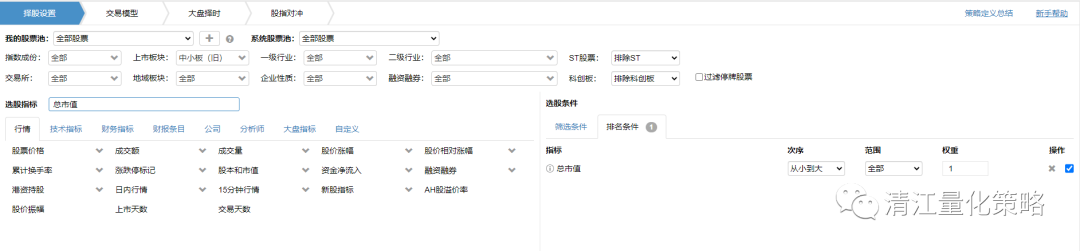 择股设置 交易模型 大盘择时 股指对冲 策略定义总结 新手帮助
我的股票池: 全部股票 + ? 系统股票池: 全部股票
指数成份: 全部 上市板块: 中小板（旧） 一级行业: 全部 二级行业: 全部 ST股票: 排除ST
交易所: 全部 地域板块: 全部 企业性质: 全部 融资融券: 全部 科创板: 排除科创板 过滤停牌股票
选股指标 总市值 选股条件
行情 技术指标 财务指标 财报条目 公司 分析师 大盘指标 自定义 筛选条件 排名条件 1
股票价格 成交额 成交量 股价涨幅 股价相对涨幅 指标 次序 范围 权重 操作
累计换手率 涨跌停标记 股本和市值 资金净流入 融资融券 总市值 从小到大 全部 1
港资持股 日内行情 15分钟行情 新股指标 AH股溢价率
股价振幅 上市天数 交易天数
清江量化策略